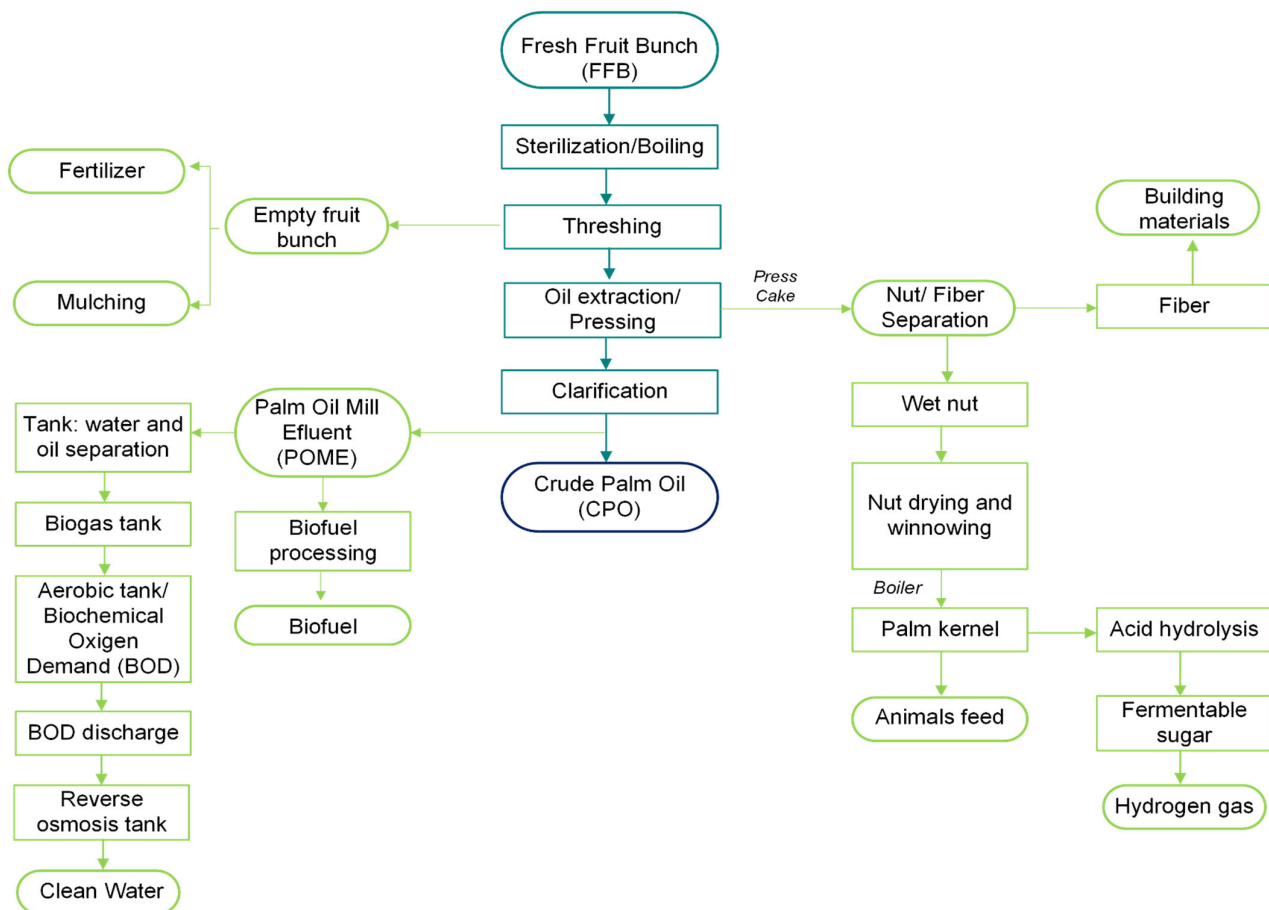 Fresh Fruit Bunch
(FFB)
Sterilization/Boiling
Threshing
Oil extraction/
Pressing
Clarification
Crude Palm Oil
(CPO)
Empty fruit
bunch
Fertilizer
Mulching
Palm Oil Mill
Efluent
(POME)
Biofuel
processing
Biofuel
Tank: water and
oil separation
Biogas tank
Aerobic tank/
Biochemical
Oxigen
Demand (BOD)
BOD discharge
Reverse
osmosis tank
Clean Water
Press
Cake
Nut/ Fiber
Separation
Fiber
Building
materials
Wet nut
Nut drying and
winnowing
Boiler
Palm kernel
Animals feed
Acid hydrolysis
Fermentable
sugar
Hydrogen gas